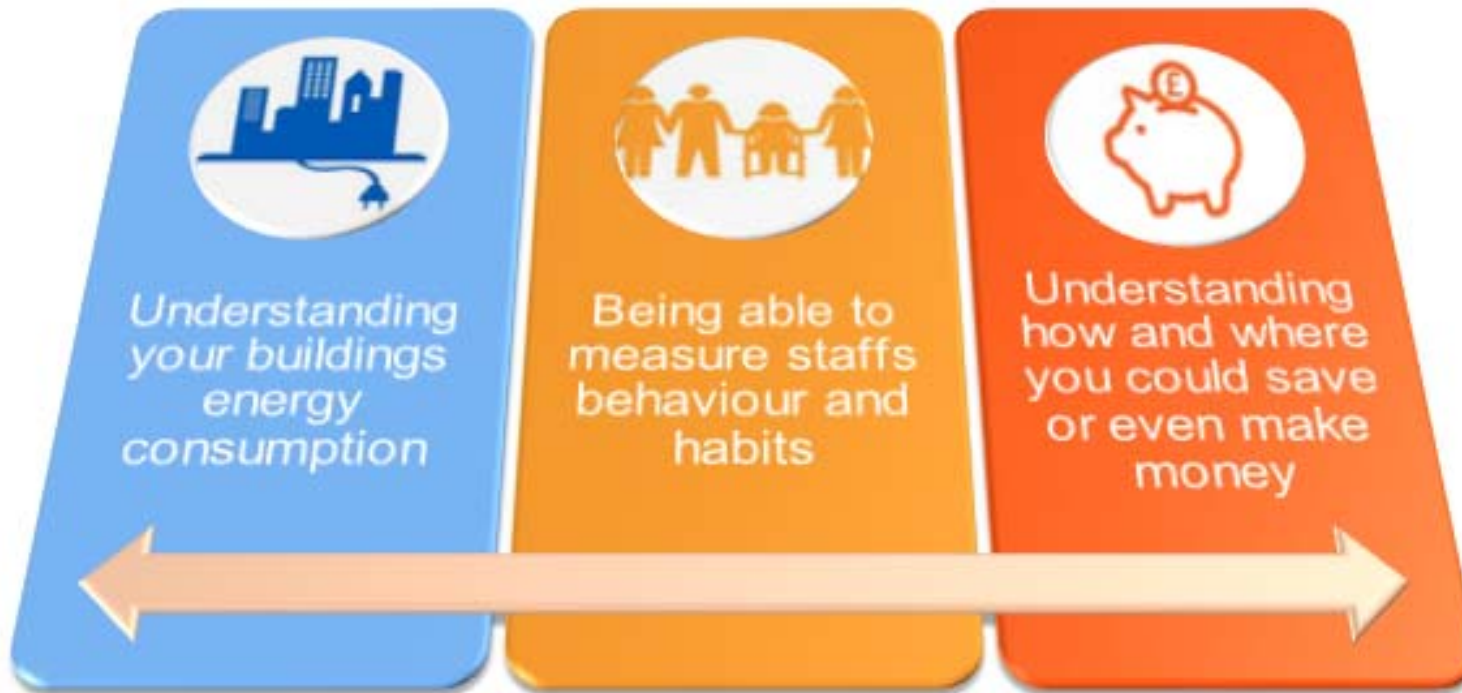 Understanding
your buildings
energy
consumption
Being able to
measure staffs
behaviour and
habits
£
Understanding
how and where
you could save
or even make
money